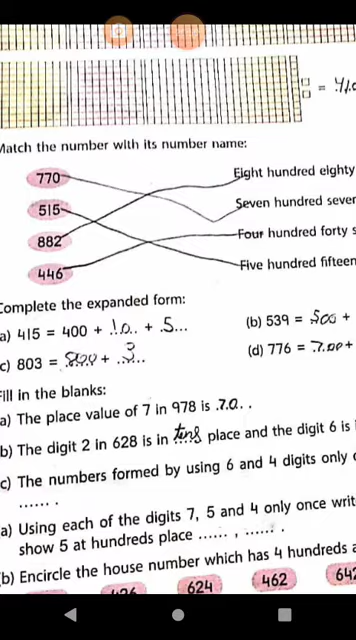 = 410
Match the number with its number name:
770 Eight hundred eighty
515 Seven hundred seven
882 Four hundred forty s
446 Five hundred fifteen
Complete the expanded form:
a) 415 = 400 + 10 + 5 (b) 539 = 500 +
c) 803 = 800 + 3 (d) 776 = 700 +
Fill in the blanks:
a) The place value of 7 in 978 is 70.
b) The digit 2 in 628 is in tens place and the digit 6 is i
c) The numbers formed by using 6 and 4 digits only o
.......
a) Using each of the digits 7, 5 and 4 only once writ
show 5 at hundreds place ...... , .......
(b) Encircle the house number which has 4 hundreds a
624 462 642